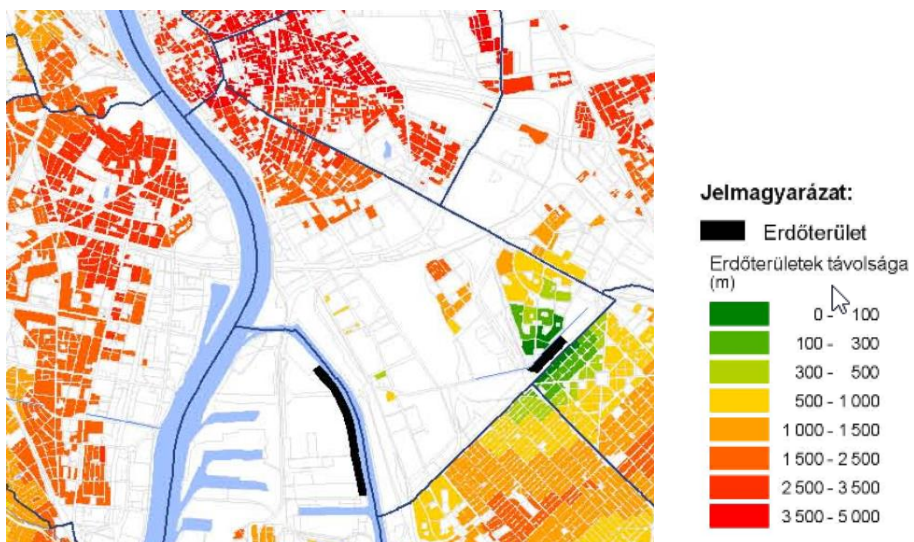 Jelmagyarázat:
Erdőterület
Erdőterületek távolsága
(m)
0 - 100
100 - 300
300 - 500
500 - 1 000
1 000 - 1 500
1 500 - 2 500
2 500 - 3 500
3 500 - 5 000